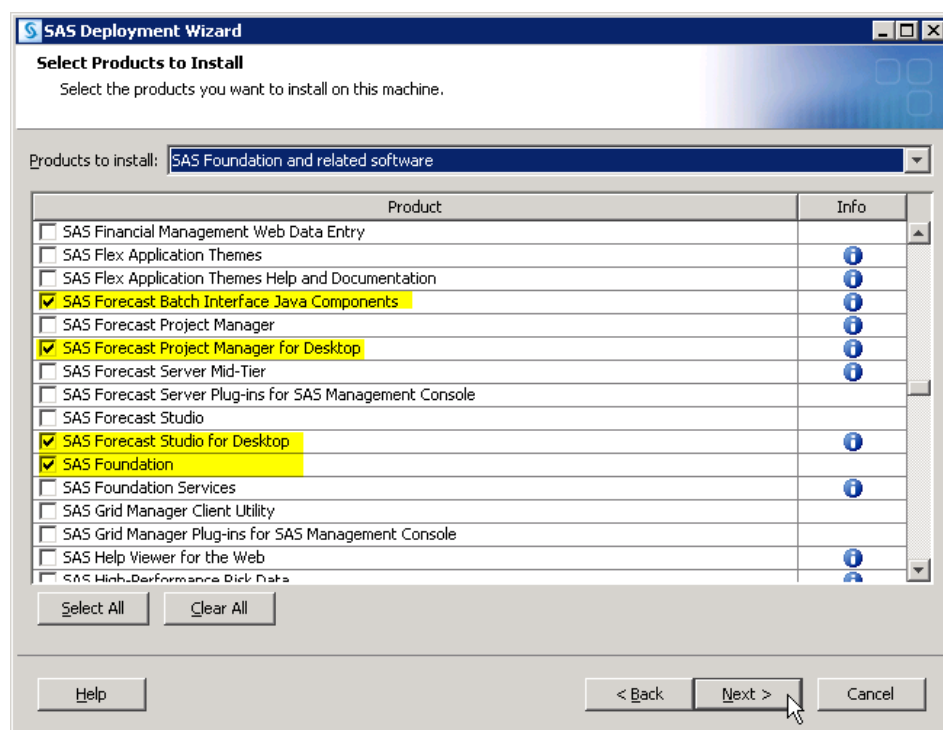 SAS Deployment Wizard
Select Products to Install
Select the products you want to install on this machine.
Products to install: SAS Foundation and related software
Product Info
SAS Financial Management Web Data Entry
SAS Flex Application Themes
SAS Flex Application Themes Help and Documentation
SAS Forecast Batch Interface Java Components
SAS Forecast Project Manager
SAS Forecast Project Manager for Desktop
SAS Forecast Server Mid-Tier
SAS Forecast Server Plug-ins for SAS Management Console
SAS Forecast Studio
SAS Forecast Studio for Desktop
SAS Foundation
SAS Foundation Services
SAS Grid Manager Client Utility
SAS Grid Manager Plug-ins for SAS Management Console
SAS Help Viewer for the Web
SAS High-Performance Risk Data
Select All Clear All
Help < Back Next > Cancel